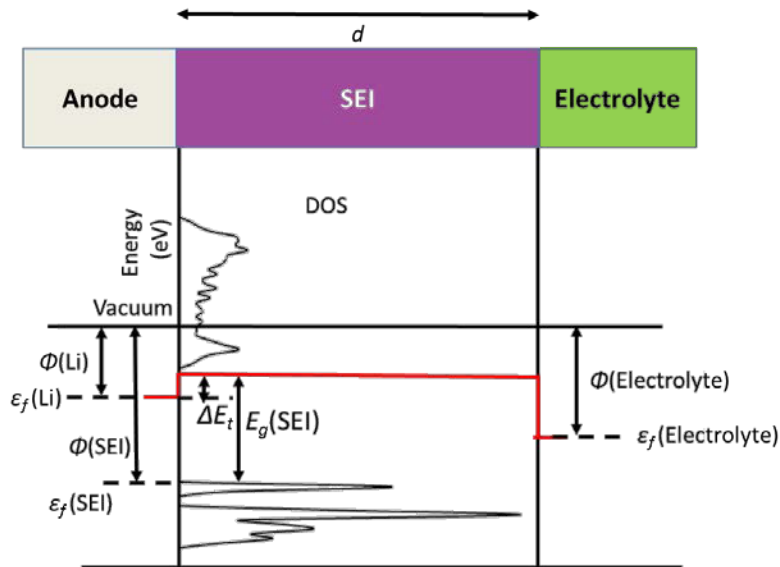 d
Anode
SEI
Electrolyte
DOS
Energy
(eV)
Vacuum
Φ(Li)
Φ(Electrolyte)
εf(Li)
ΔEt
Eg(SEI)
Φ(SEI)
εf(Electrolyte)
εf(SEI)